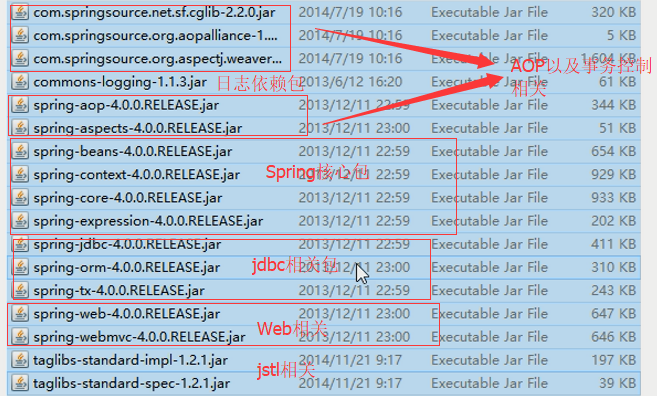 com.springsource.net.sf.cglib-2.2.0.jar 2014/7/19 10:16 Executable Jar File 320 KB
com.springsource.org.aopalliance-1.... 2014/7/19 10:16 Executable Jar File 5 KB
com.springsource.org.aspectj.weaver... 2014/7/19 10:16 Executable Jar File 1,604 KB
AOP以及事务控制
相关
commons-logging-1.1.3.jar 2013/6/12 16:20 Executable Jar File 61 KB
日志依赖包
spring-aop-4.0.0.RELEASE.jar 2013/12/11 22:59 Executable Jar File 344 KB
spring-aspects-4.0.0.RELEASE.jar 2013/12/11 23:00 Executable Jar File 51 KB
spring-beans-4.0.0.RELEASE.jar 2013/12/11 22:59 Executable Jar File 654 KB
spring-context-4.0.0.RELEASE.jar 2013/12/11 22:59 Executable Jar File 929 KB
Spring核心包
spring-core-4.0.0.RELEASE.jar 2013/12/11 22:59 Executable Jar File 933 KB
spring-expression-4.0.0.RELEASE.jar 2013/12/11 22:59 Executable Jar File 202 KB
spring-jdbc-4.0.0.RELEASE.jar 2013/12/11 22:59 Executable Jar File 411 KB
spring-orm-4.0.0.RELEASE.jar 2013/12/11 23:00 Executable Jar File 310 KB
jdbc相关包
spring-tx-4.0.0.RELEASE.jar 2013/12/11 22:59 Executable Jar File 243 KB
spring-web-4.0.0.RELEASE.jar 2013/12/11 23:00 Executable Jar File 647 KB
Web相关
spring-webmvc-4.0.0.RELEASE.jar 2013/12/11 23:00 Executable Jar File 646 KB
taglibs-standard-impl-1.2.1.jar 2014/11/21 9:17 Executable Jar File 197 KB
jstl相关
taglibs-standard-spec-1.2.1.jar 2014/11/21 9:17 Executable Jar File 39 KB